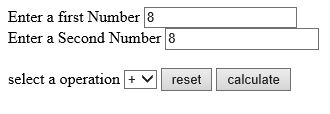 Enter a first Number 8
Enter a Second Number 8
select a operation + reset calculate